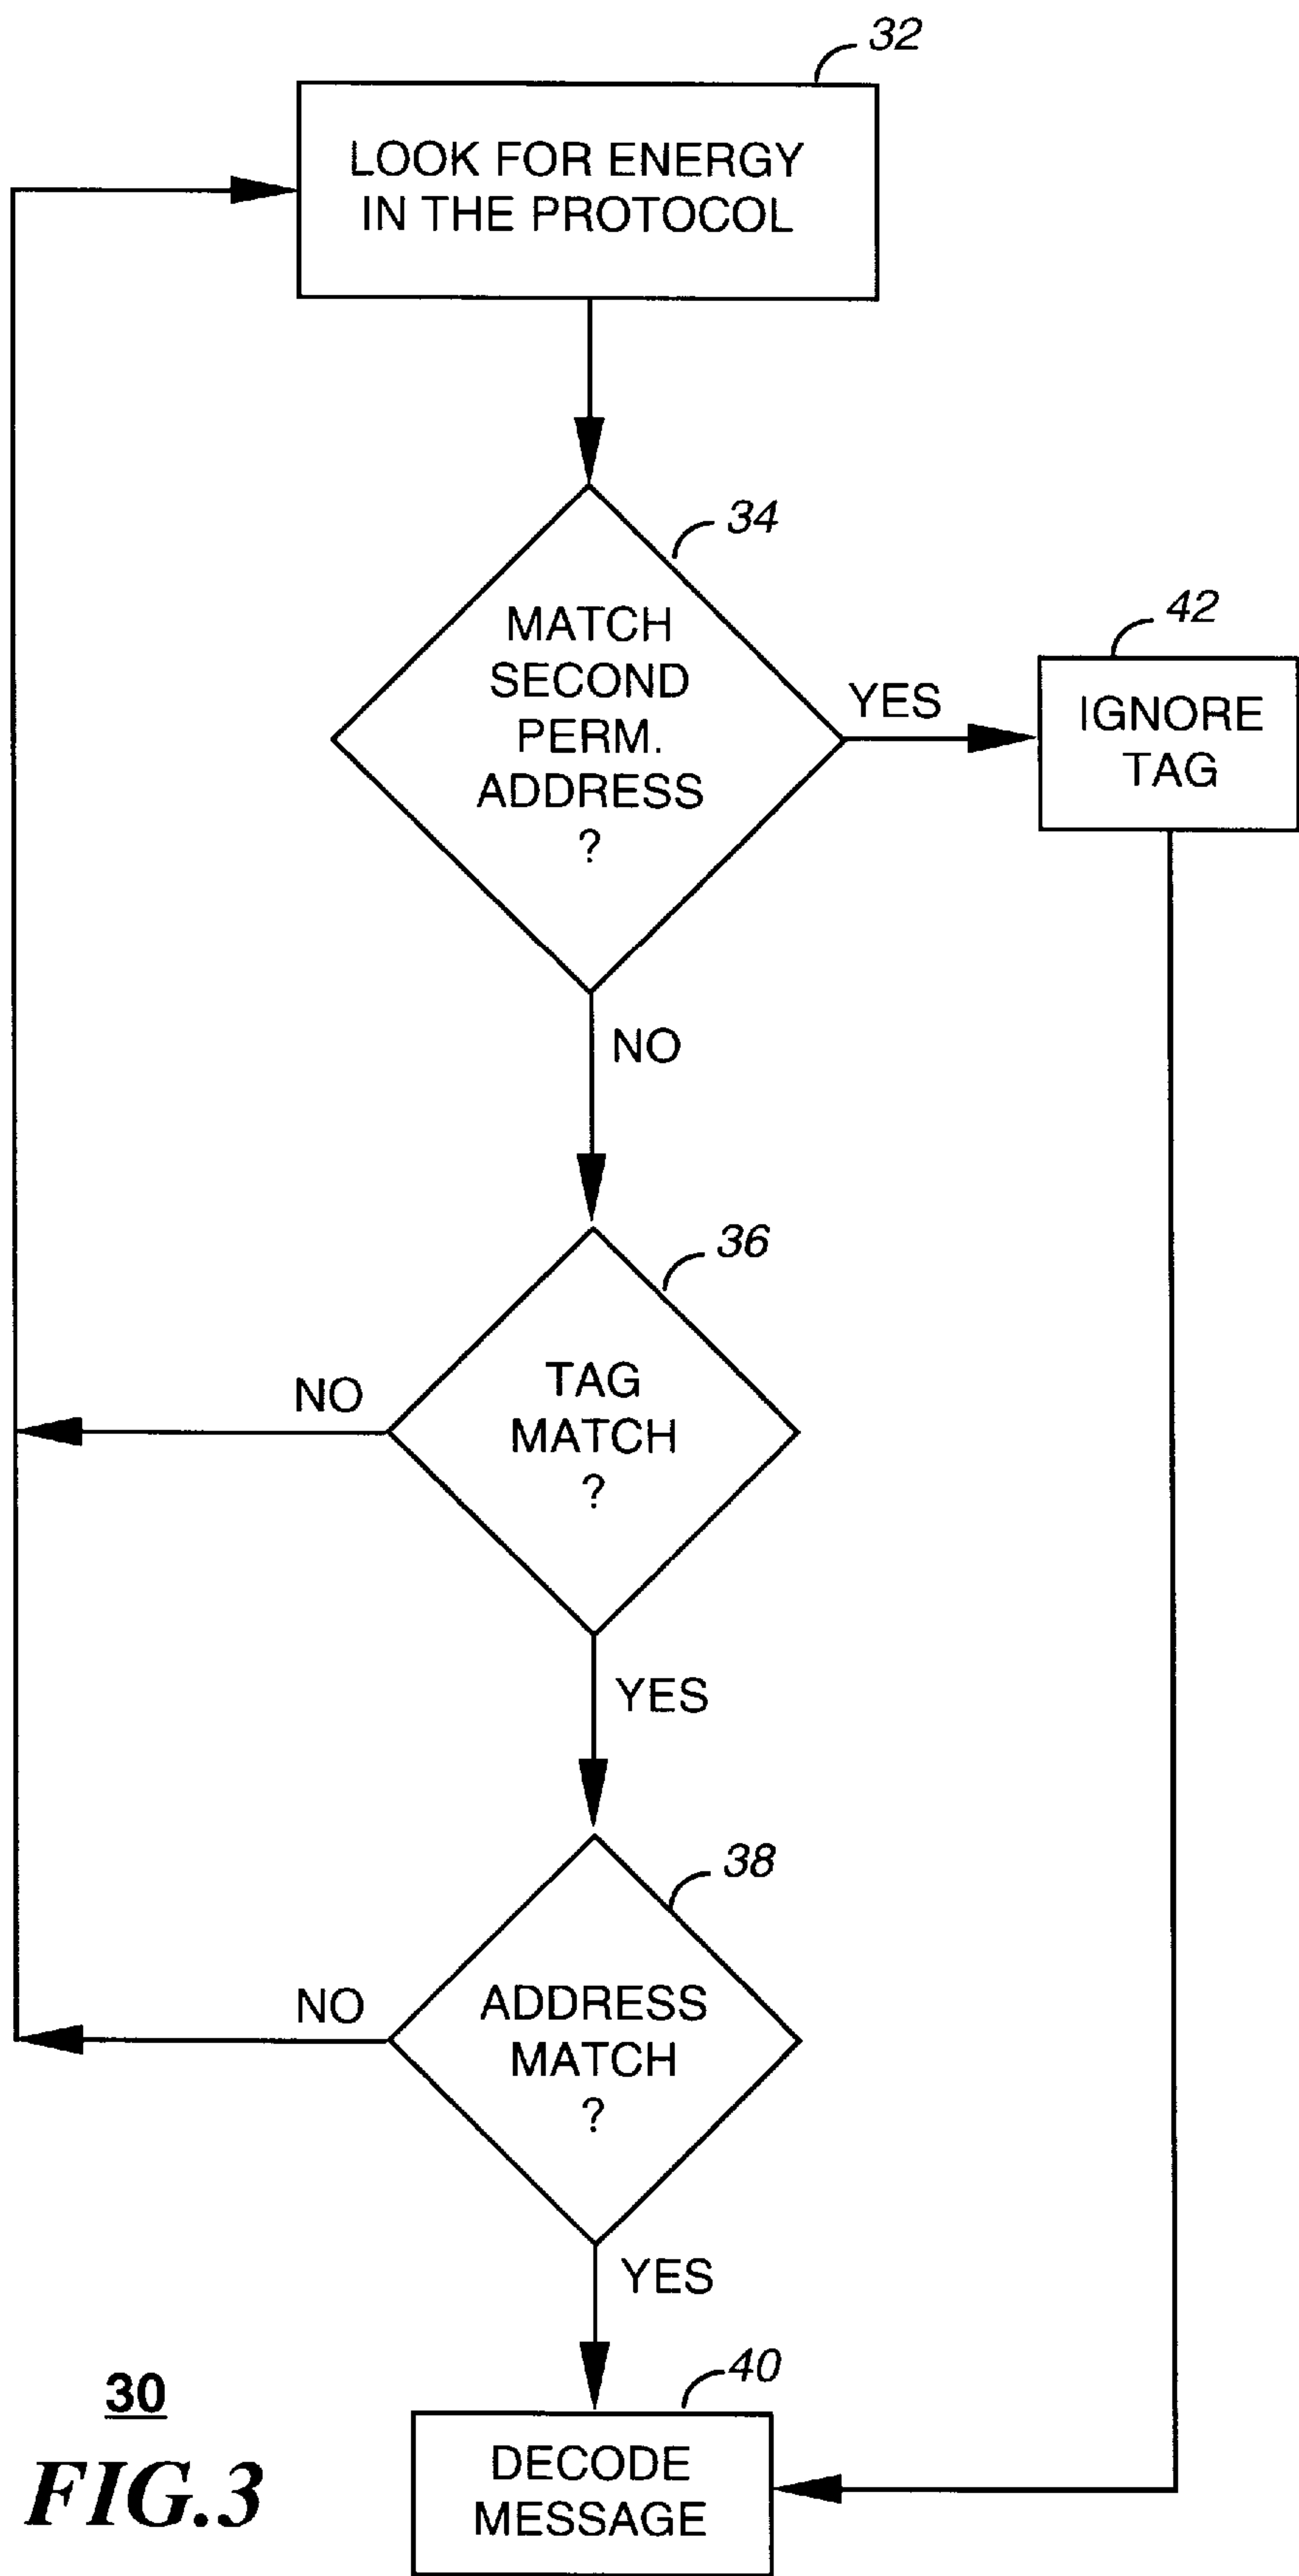 32
LOOK FOR ENERGY
IN THE PROTOCOL
34
MATCH
SECOND
PERM.
ADDRESS
?
YES
42
IGNORE
TAG
NO
36
TAG
MATCH
?
NO
YES
38
ADDRESS
MATCH
?
NO
YES
40
DECODE
MESSAGE
30
FIG.3